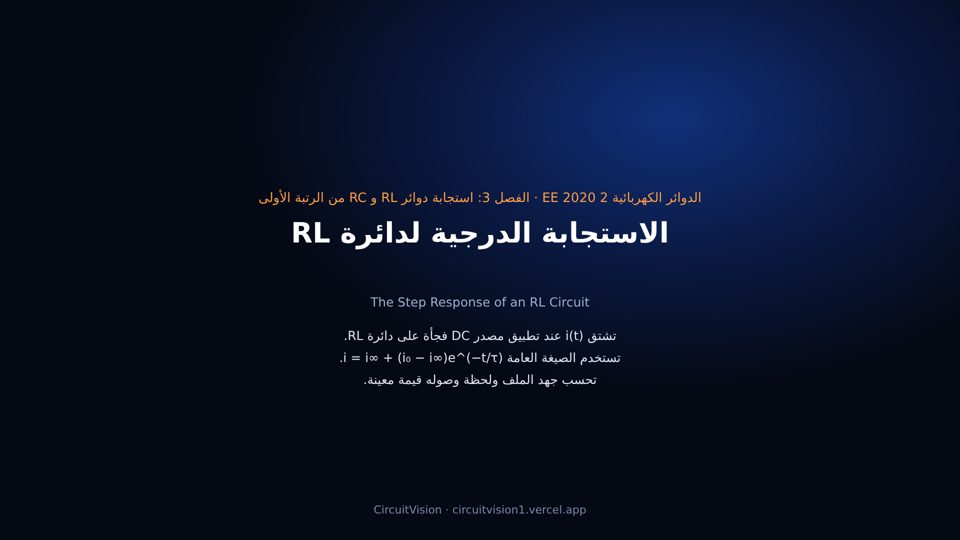 الدوائر الكهربائية 2 EE 2020 · الفصل 3: استجابة دوائر RL و RC من الرتبة الأولى
الاستجابة الدرجية لدائرة RL
The Step Response of an RL Circuit
تشتق i(t) عند تطبيق مصدر DC فجأة على دائرة RL.
تستخدم الصيغة العامة i = i∞ + (i₀ − i∞)e^(−t/τ).
تحسب جهد الملف ولحظة وصوله قيمة معينة.
CircuitVision · circuitvision1.vercel.app